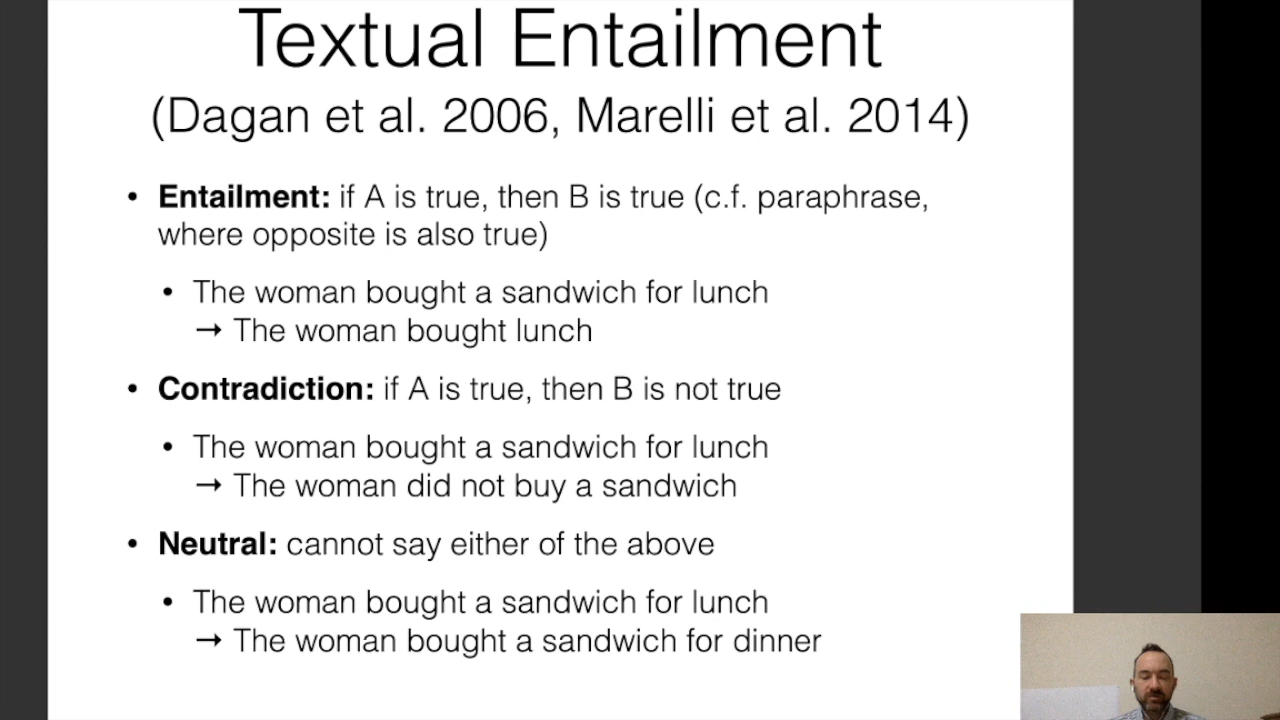 Textual Entailment
(Dagan et al. 2006, Marelli et al. 2014)
• Entailment: if A is true, then B is true (c.f. paraphrase,
where opposite is also true)
• The woman bought a sandwich for lunch
→ The woman bought lunch
• Contradiction: if A is true, then B is not true
• The woman bought a sandwich for lunch
→ The woman did not buy a sandwich
• Neutral: cannot say either of the above
• The woman bought a sandwich for lunch
→ The woman bought a sandwich for dinner